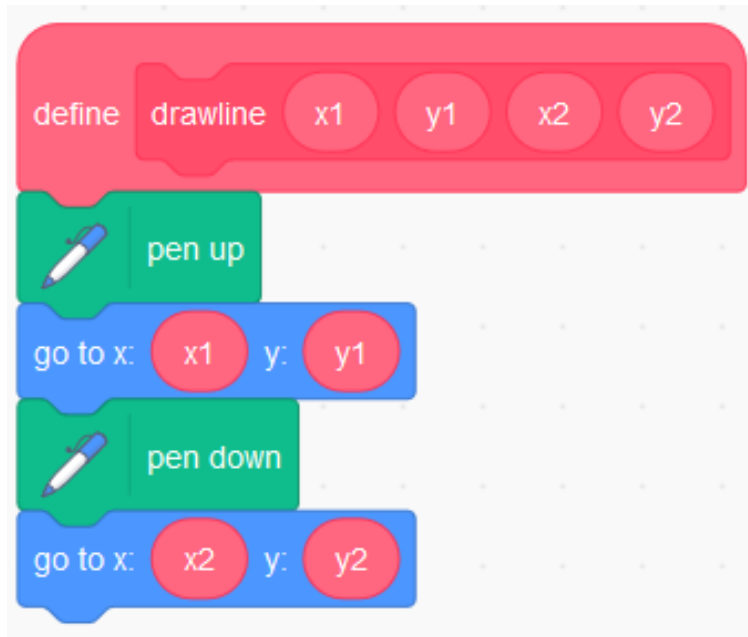 define drawline x1 y1 x2 y2
pen up
go to x: x1 y: y1
pen down
go to x: x2 y: y2